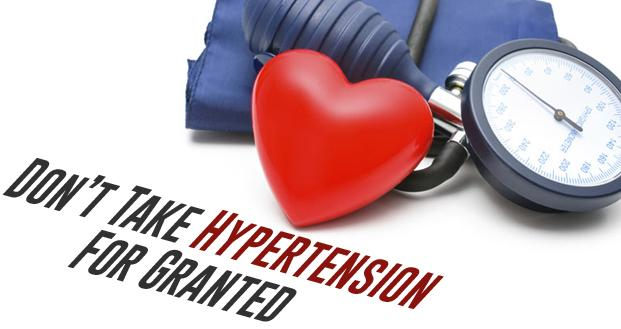 DON'T TAKE HYPERTENSION
FOR GRANTED